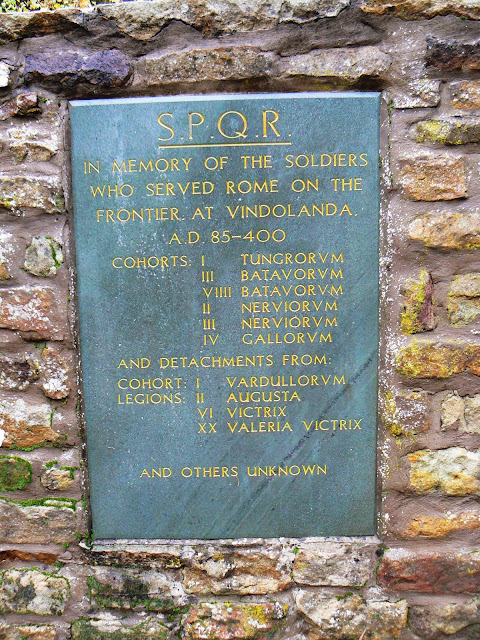 S.P.Q.R.
IN MEMORY OF THE SOLDIERS
WHO SERVED ROME ON THE
FRONTIER. AT VINDOLANDA.
A.D. 85-400
COHORTS: I TUNGRORVM
III BATAVORVM
VIIII BATAVORVM
II NERVIORVM
III NERVIORVM
IV GALLORVM
AND DETACHMENTS FROM:
COHORT: I VARDULLORVM
LEGIONS: II AUGUSTA
VI VICTRIX
XX VALERIA VICTRIX
AND OTHERS UNKNOWN